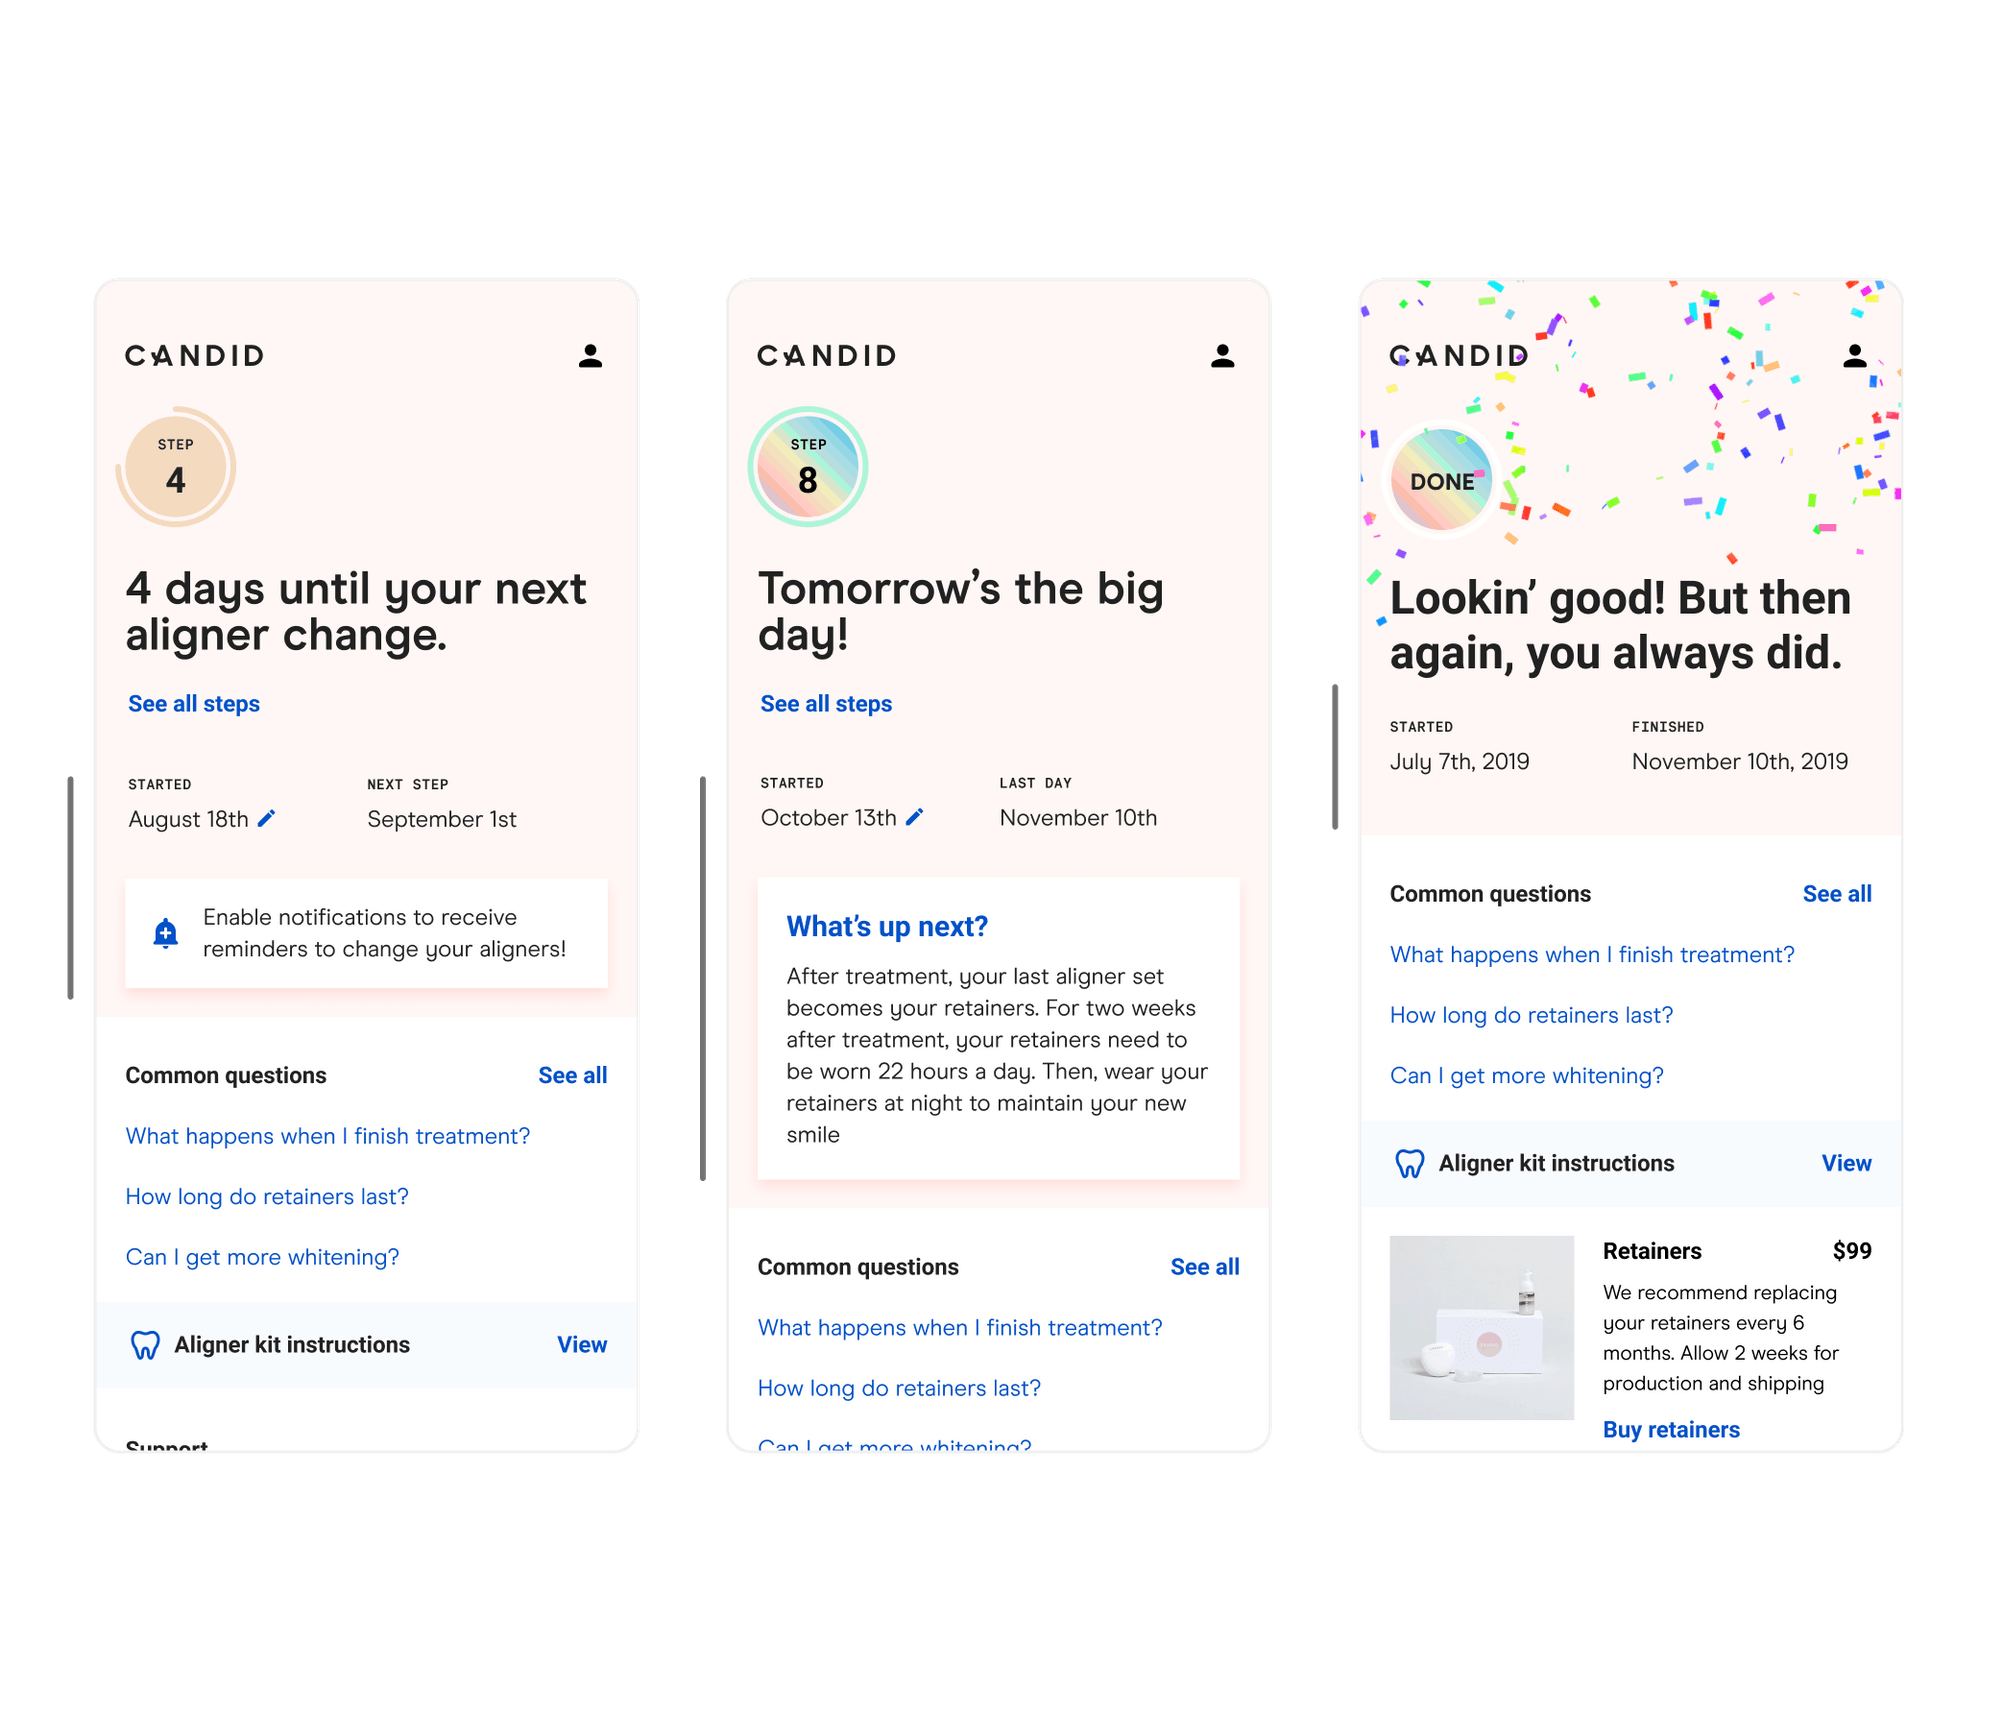 CANDID
STEP
4
4 days until your next
aligner change.
See all steps
STARTED
August 18th
NEXT STEP
September 1st
Enable notifications to receive
reminders to change your aligners!
Common questions
See all
What happens when I finish treatment?
How long do retainers last?
Can I get more whitening?
Aligner kit instructions
View
Support
CANDID
STEP
8
Tomorrow’s the big
day!
See all steps
STARTED
October 13th
LAST DAY
November 10th
What’s up next?
After treatment, your last aligner set
becomes your retainers. For two weeks
after treatment, your retainers need to
be worn 22 hours a day. Then, wear your
retainers at night to maintain your new
smile
Common questions
See all
What happens when I finish treatment?
How long do retainers last?
Can I get more whitening?
CANDID
DONE
Lookin’ good! But then
again, you always did.
STARTED
July 7th, 2019
FINISHED
November 10th, 2019
Common questions
See all
What happens when I finish treatment?
How long do retainers last?
Can I get more whitening?
Aligner kit instructions
View
Retainers
$99
We recommend replacing
your retainers every 6
months. Allow 2 weeks for
production and shipping
Buy retainers